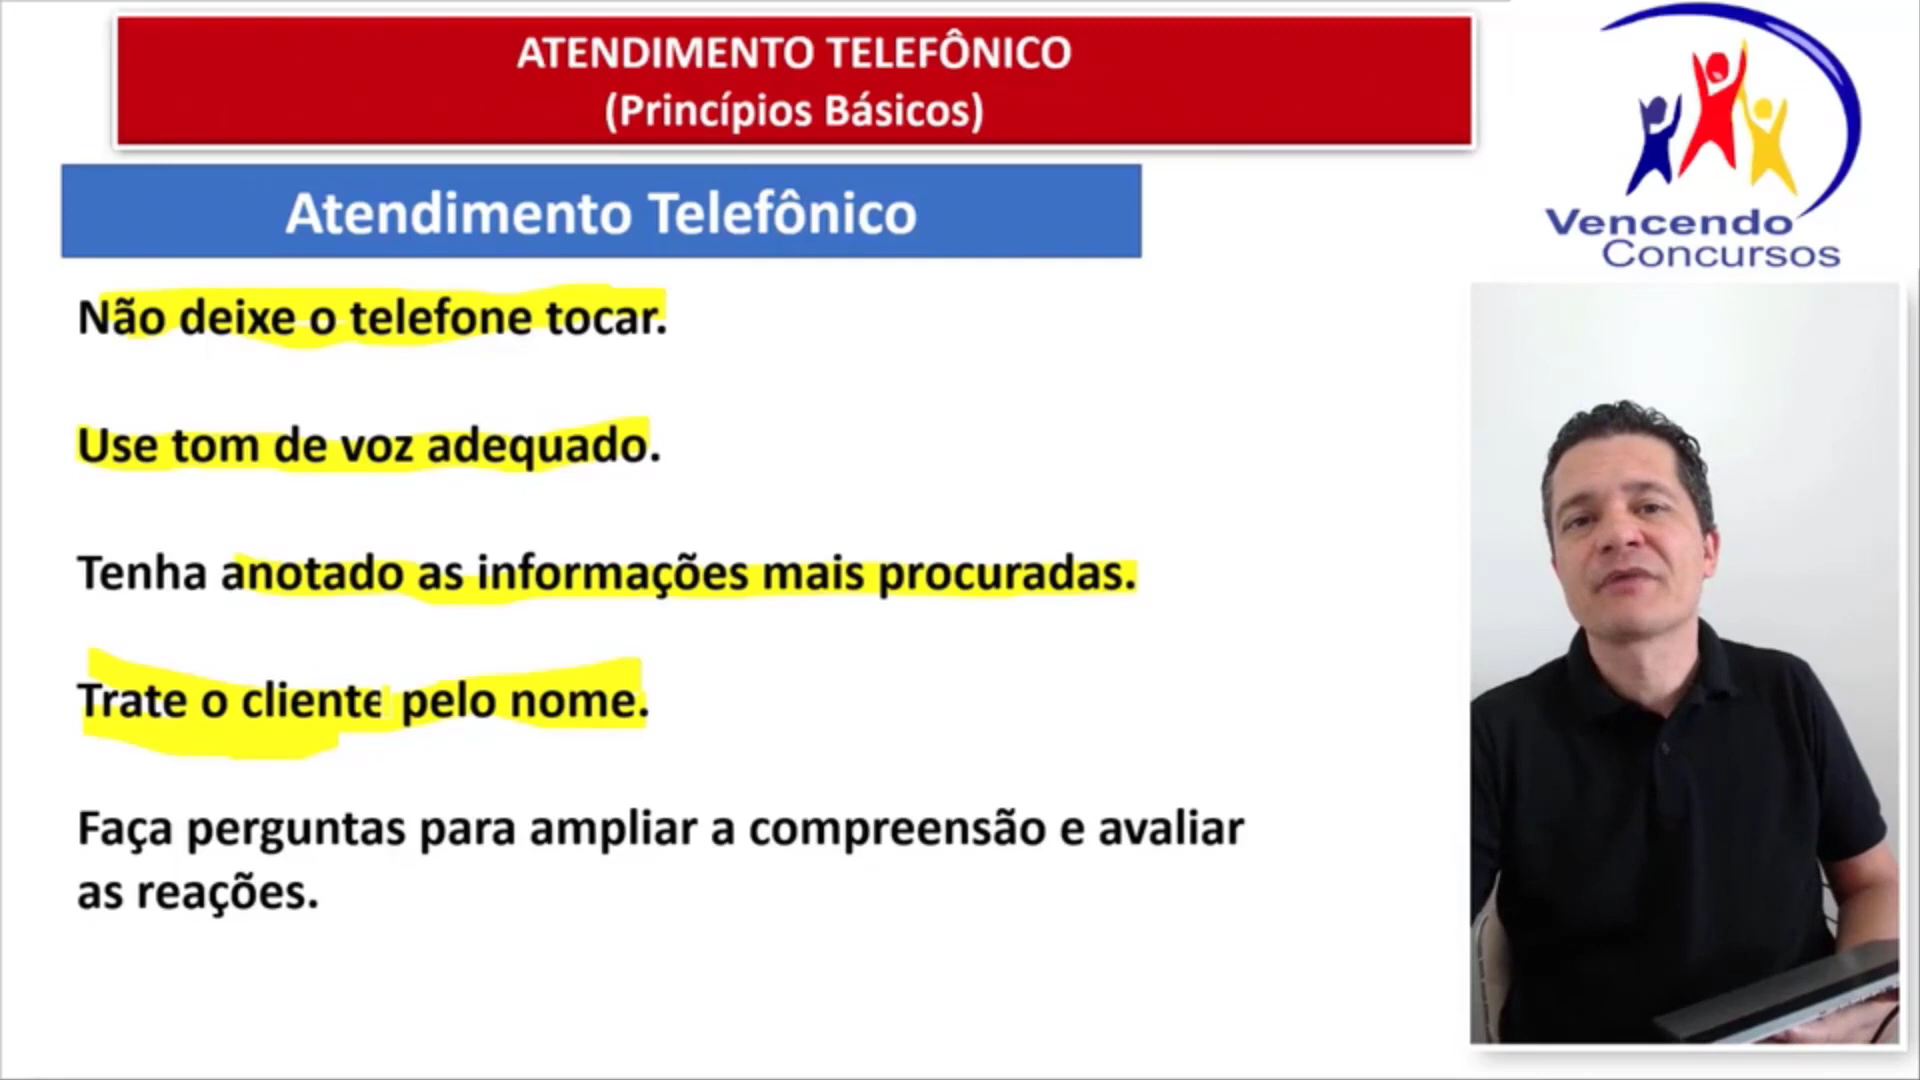 ATENDIMENTO TELEFÔNICO
(Princípios Básicos)
Vencendo
Concursos
Atendimento Telefônico
Não deixe o telefone tocar.
Use tom de voz adequado.
Tenha anotado as informações mais procuradas.
Trate o cliente pelo nome.
Faça perguntas para ampliar a compreensão e avaliar
as reações.